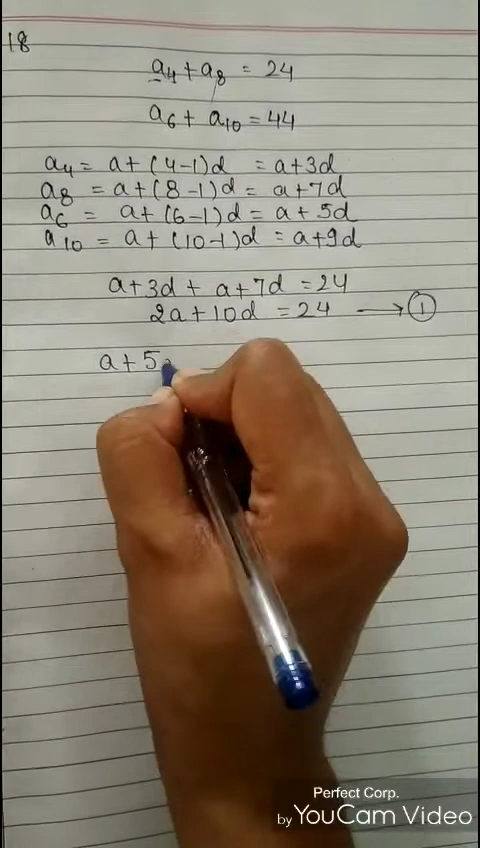 18
a₄ + a₈ = 24
a₆ + a₁₀ = 44
a₄ = a + (4-1)d = a+3d
a₈ = a + (8-1)d = a+7d
a₆ = a + (6-1)d = a + 5d
a₁₀ = a + (10-1)d = a+9d
a+3d + a+7d = 24
2a+10d = 24 → ①
a + 5
Perfect Corp.
by YouCam Video